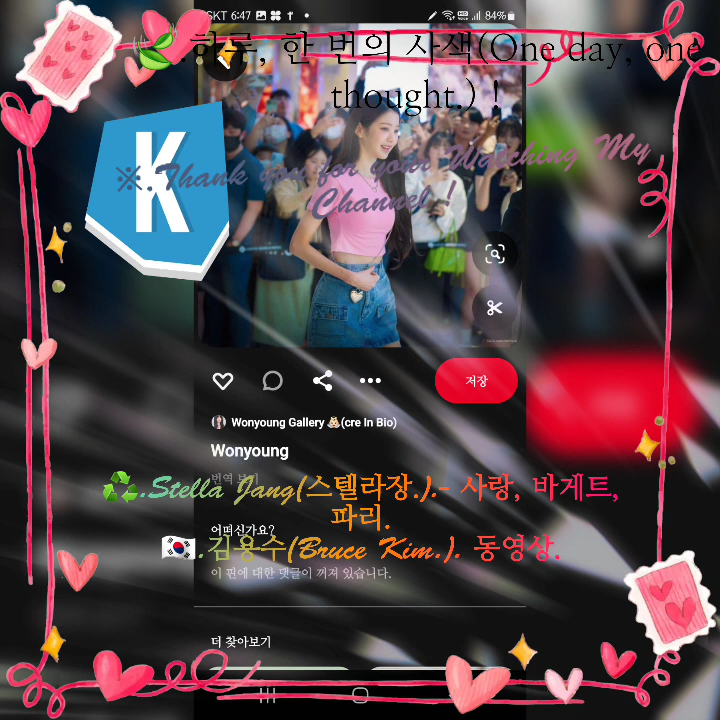 SKT 6:47 84%
.하루, 한 번의 사색(One day, one
thought.) !
K
※.Thank you for your Watching My
Channel !
저장
Wonyoung Gallery (cre In Bio)
Wonyoung
번역 보기
♻.Stella Jang(스텔라장.).- 사랑, 바게트,
파리.
어떠신가요?
🇰🇷.김용수(Bruce Kim.). 동영상.
이 핀에 대한 댓글이 꺼져 있습니다.
더 찾아보기